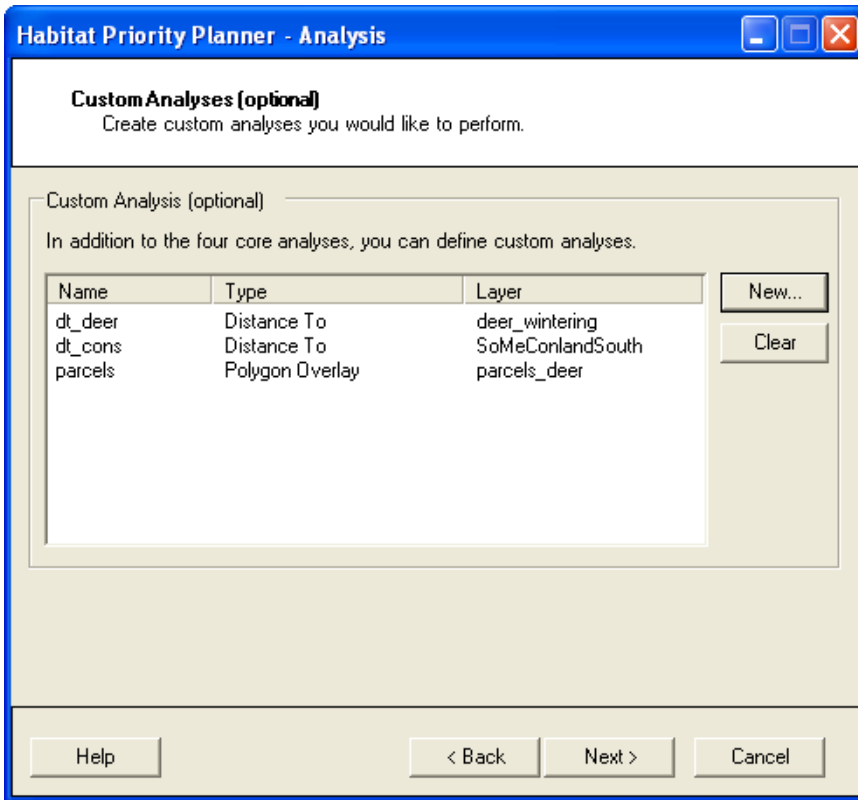 Habitat Priority Planner - Analysis
Custom Analyses (optional)
Create custom analyses you would like to perform.
Custom Analysis (optional)
In addition to the four core analyses, you can define custom analyses.
Name Type Layer
dt_deer Distance To deer_wintering
dt_cons Distance To SoMeConlandSouth
parcels Polygon Overlay parcels_deer
New...
Clear
Help < Back Next > Cancel